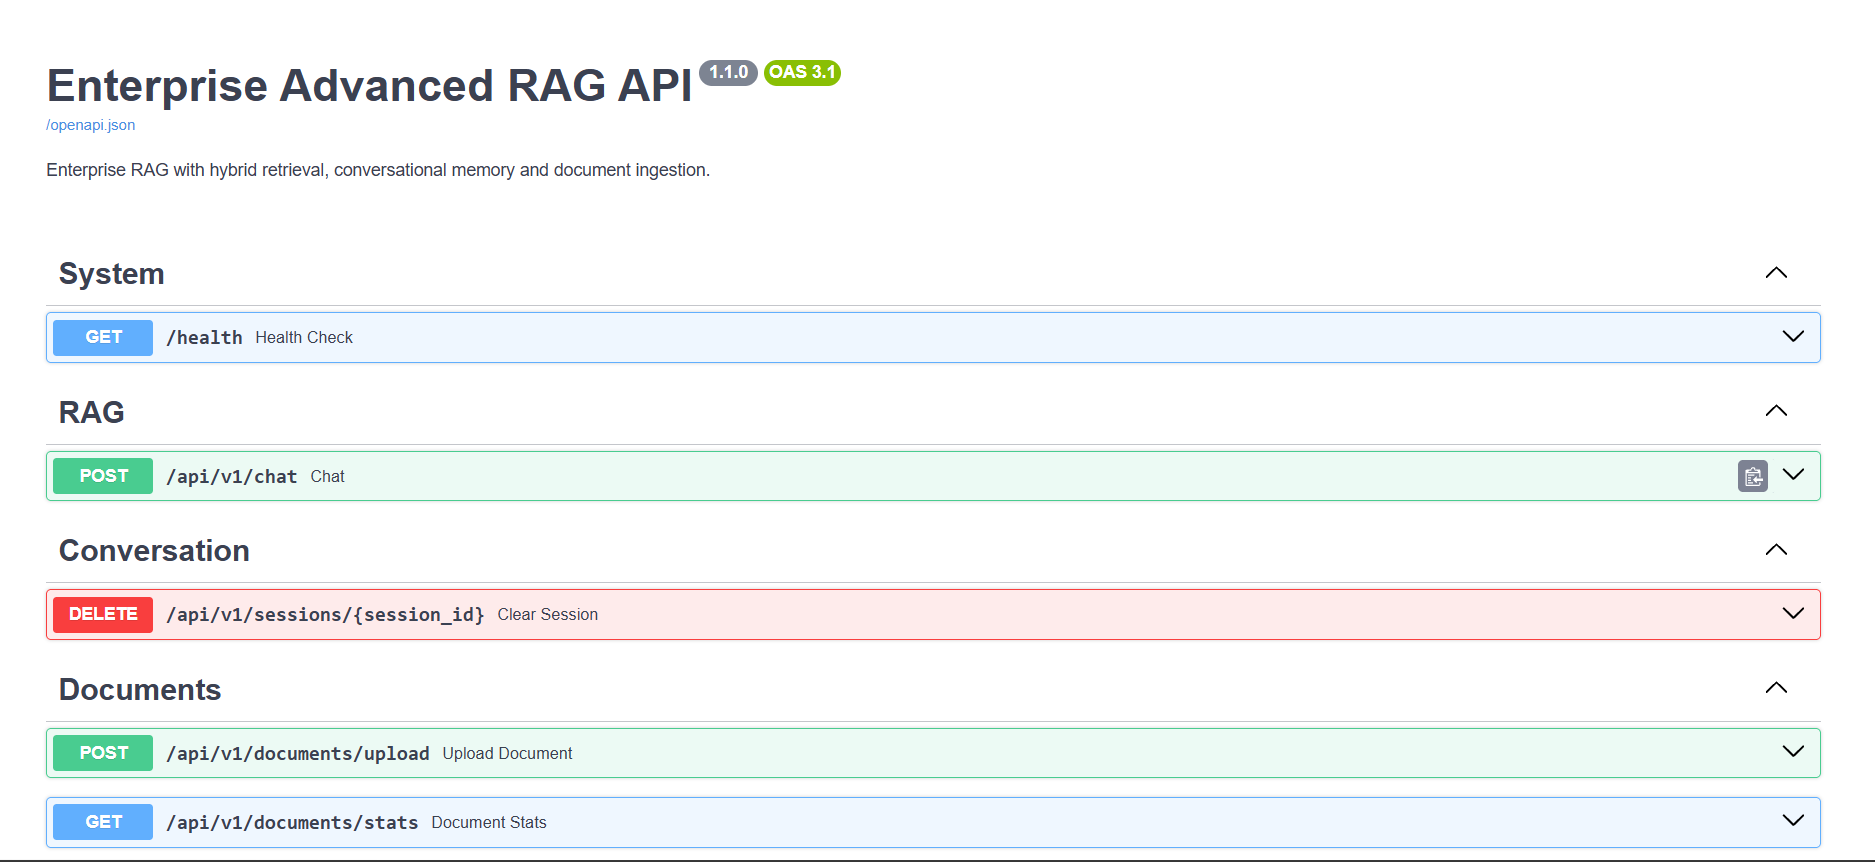 Enterprise Advanced RAG API 1.1.0 OAS 3.1
/openapi.json
Enterprise RAG with hybrid retrieval, conversational memory and document ingestion.
System
GET /health Health Check
RAG
POST /api/v1/chat Chat
Conversation
DELETE /api/v1/sessions/{session_id} Clear Session
Documents
POST /api/v1/documents/upload Upload Document
GET /api/v1/documents/stats Document Stats